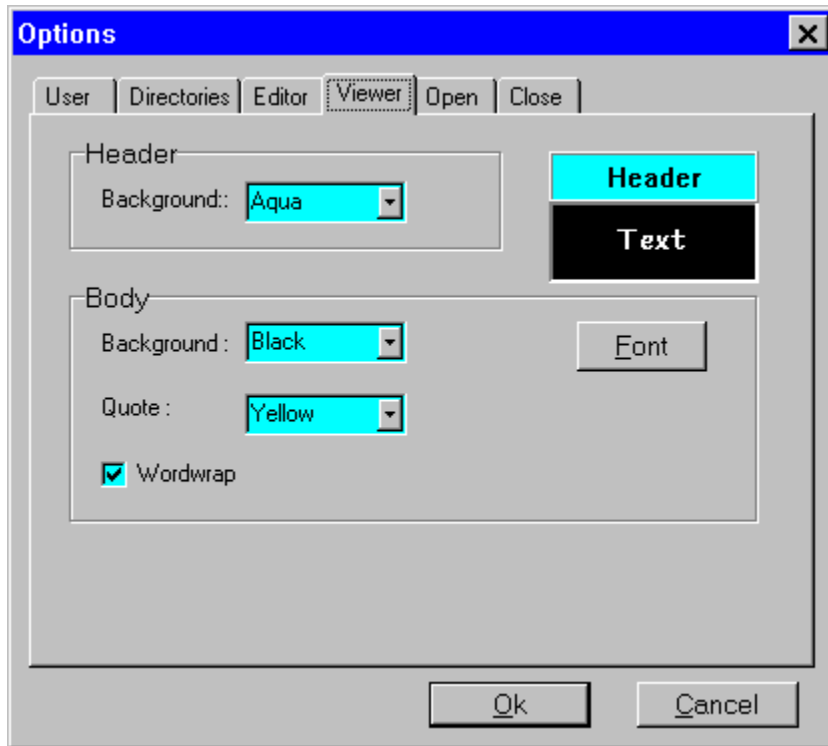 Options
User Directories Editor Viewer Open Close
Header
Background:: Aqua
Header
Text
Body
Background : Black
Font
Quote : Yellow
Wordwrap
Ok Cancel